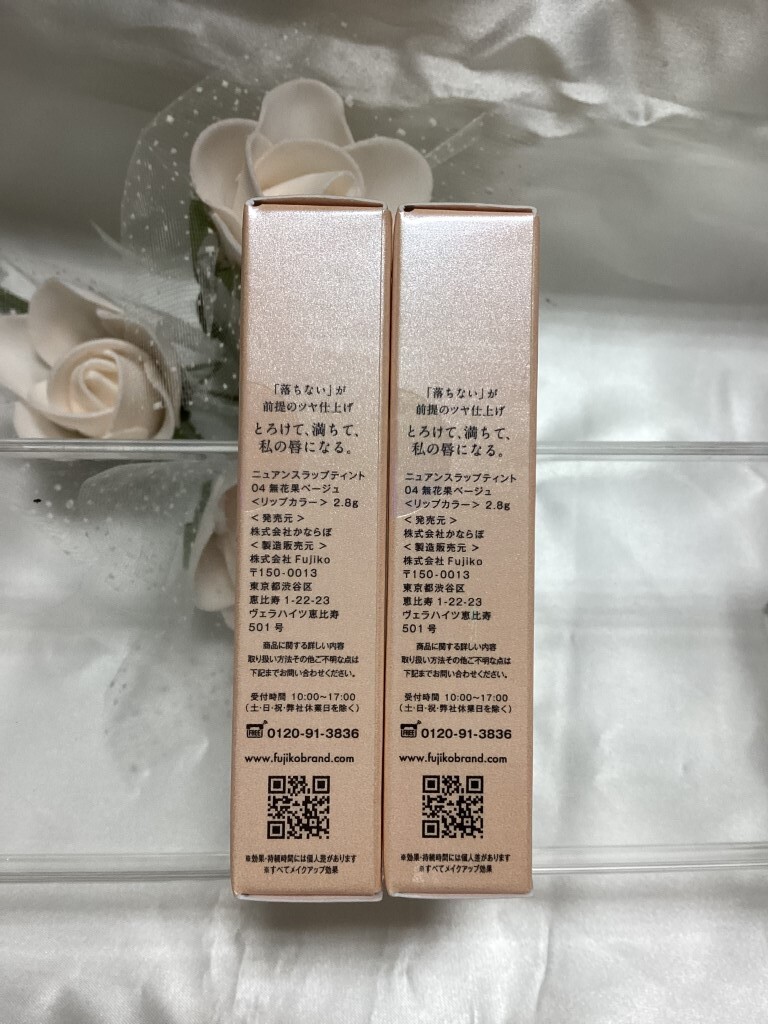 「落ちない」が
前提のツヤ仕上げ
とろけて、満ちて、
私の唇になる。
ニュアンスラップティント
04 無花果ベージュ
＜リップカラー＞ 2.8g
＜発売元＞
株式会社かならぼ
＜製造販売元＞
株式会社Fujiko
〒150-0013
東京都渋谷区
恵比寿 1-22-23
ヴェラハイツ恵比寿
501号
商品に関する詳しい内容
取り扱い方法その他ご不明な点は
下記までお問い合わせください。
受付時間 10:00~17:00
(土・日・祝・弊社休業日を除く)
FREE 0120-91-3836
www.fujikobrand.com
※効果・持続時間には個人差があります
※すべてメイクアップ効果
「落ちない」が
前提のツヤ仕上げ
とろけて、満ちて、
私の唇になる。
ニュアンスラップティント
04 無花果ベージュ
＜リップカラー＞ 2.8g
＜発売元＞
株式会社かならぼ
＜製造販売元＞
株式会社Fujiko
〒150-0013
東京都渋谷区
恵比寿 1-22-23
ヴェラハイツ恵比寿
501号
商品に関する詳しい内容
取り扱い方法その他ご不明な点は
下記までお問い合わせください。
受付時間 10:00~17:00
(土・日・祝・弊社休業日を除く)
FREE 0120-91-3836
www.fujikobrand.com
※効果・持続時間には個人差があります
※すべてメイクアップ効果